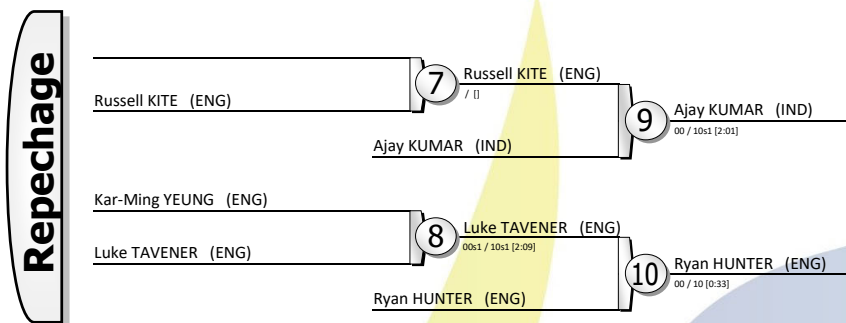 Repechage
Russell KITE (ENG)
7
Russell KITE (ENG)
/ []
Ajay KUMAR (IND)
9
Ajay KUMAR (IND)
00 / 10s1 [2:01]
Kar-Ming YEUNG (ENG)
Luke TAVENER (ENG)
8
Luke TAVENER (ENG)
00s1 / 10s1 [2:09]
Ryan HUNTER (ENG)
10
Ryan HUNTER (ENG)
00 / 10 [0:33]